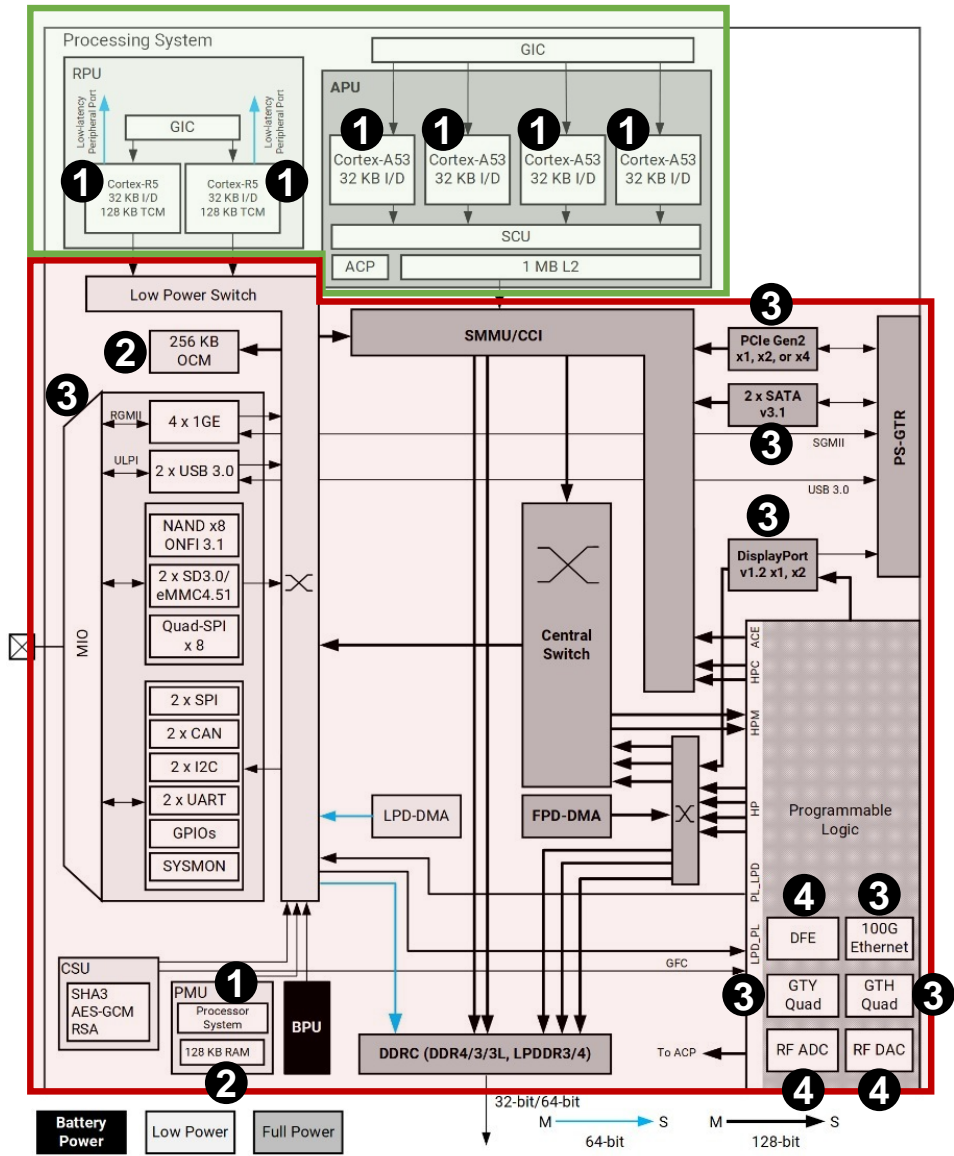 Processing System
RPU
Low-latency
Peripheral Port
Low-latency
Peripheral Port
GIC
1
Cortex-R5
32 KB I/D
128 KB TCM
Cortex-R5
32 KB I/D
128 KB TCM
1
GIC
APU
1
1
1
1
Cortex-A53
32 KB I/D
Cortex-A53
32 KB I/D
Cortex-A53
32 KB I/D
Cortex-A53
32 KB I/D
SCU
ACP
1 MB L2
Low Power Switch
2
256 KB
OCM
SMMU/CCI
3
PCIe Gen2
x1, x2, or x4
2 x SATA
v3.1
3
PS-GTR
SGMII
USB 3.0
3
RGMII
4 x 1GE
ULPI
2 x USB 3.0
NAND x8
ONFI 3.1
2 x SD3.0/
eMMC4.51
Quad-SPI
x 8
MIO
2 x SPI
2 x CAN
2 x I2C
2 x UART
GPIOs
SYSMON
3
DisplayPort
v1.2 x1, x2
Central
Switch
ACE
HPC
HPM
HP
PL_LPD
LPD_PL
LPD-DMA
FPD-DMA
Programmable
Logic
4
DFE
3
100G
Ethernet
3
GTY
Quad
GTH
Quad
3
RF ADC
RF DAC
4
4
GFC
To ACP
CSU
SHA3
AES-GCM
RSA
PMU
1
Processor
System
128 KB RAM
2
BPU
DDRC (DDR4/3/3L, LPDDR3/4)
32-bit/64-bit
Battery
Power
Low Power
Full Power
M
S
64-bit
M
S
128-bit